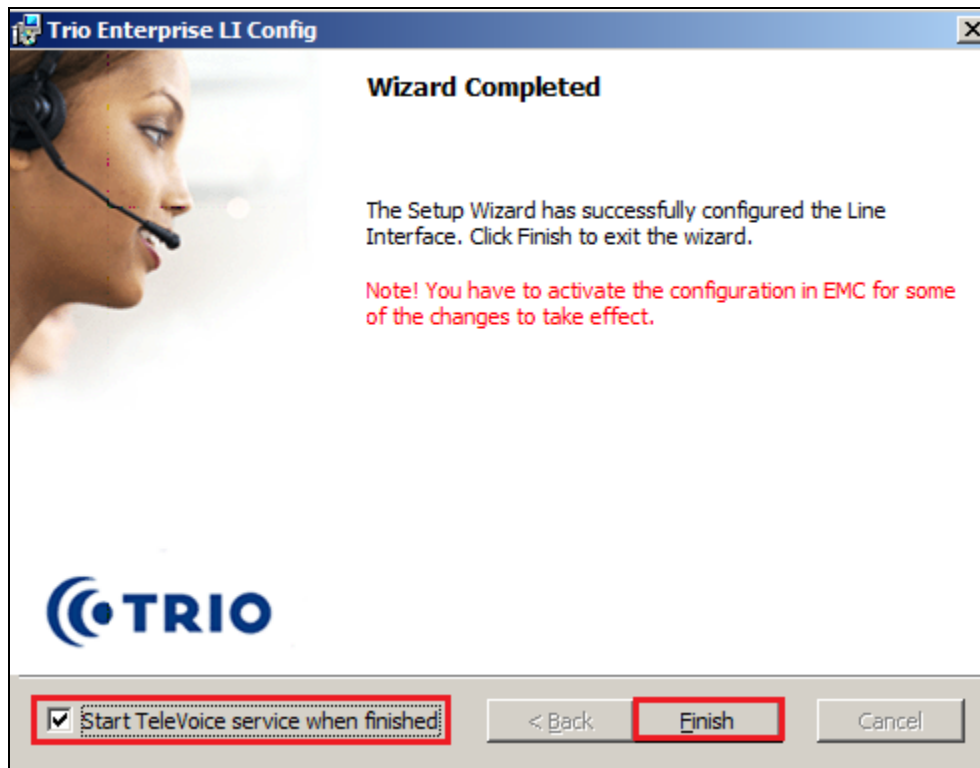 Trio Enterprise LI Config
Wizard Completed
The Setup Wizard has successfully configured the Line
Interface. Click Finish to exit the wizard.
Note! You have to activate the configuration in EMC for some
of the changes to take effect.
TRIO
Start TeleVoice service when finished
< Back
Finish
Cancel